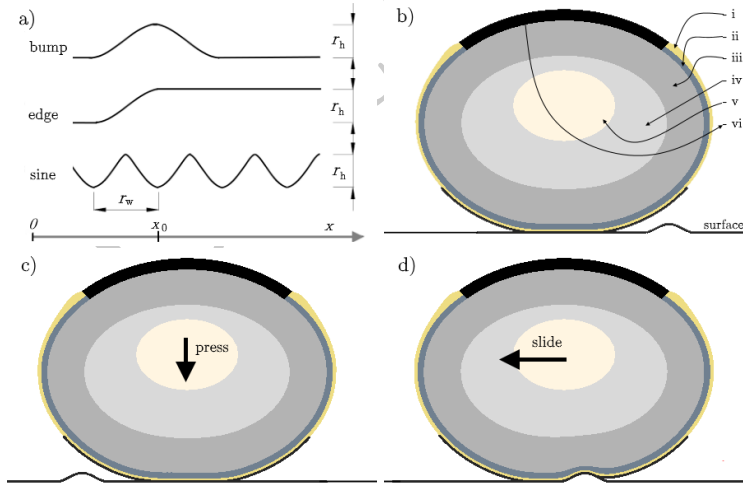 a)
bump
r_h
edge
r_h
sine
r_h
r_w
0
x_0
x
b)
i
ii
iii
iv
v
vi
surface
c)
press
d)
slide